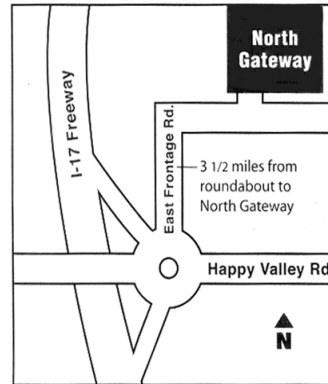 North
Gateway
I-17 Freeway
East Frontage Rd.
3 1/2 miles from
roundabout to
North Gateway
Happy Valley Rd
N